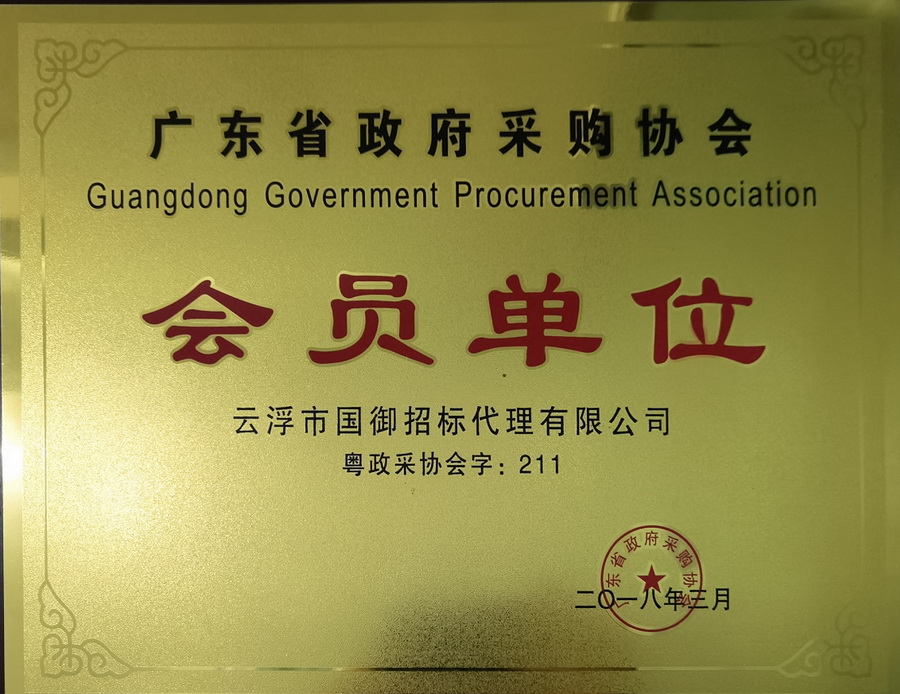 广东省政府采购协会
Guangdong Government Procurement Association
会员单位
云浮市国御招标代理有限公司
粤政采协会字：211
广东省政府采购协会
二〇一八年三月